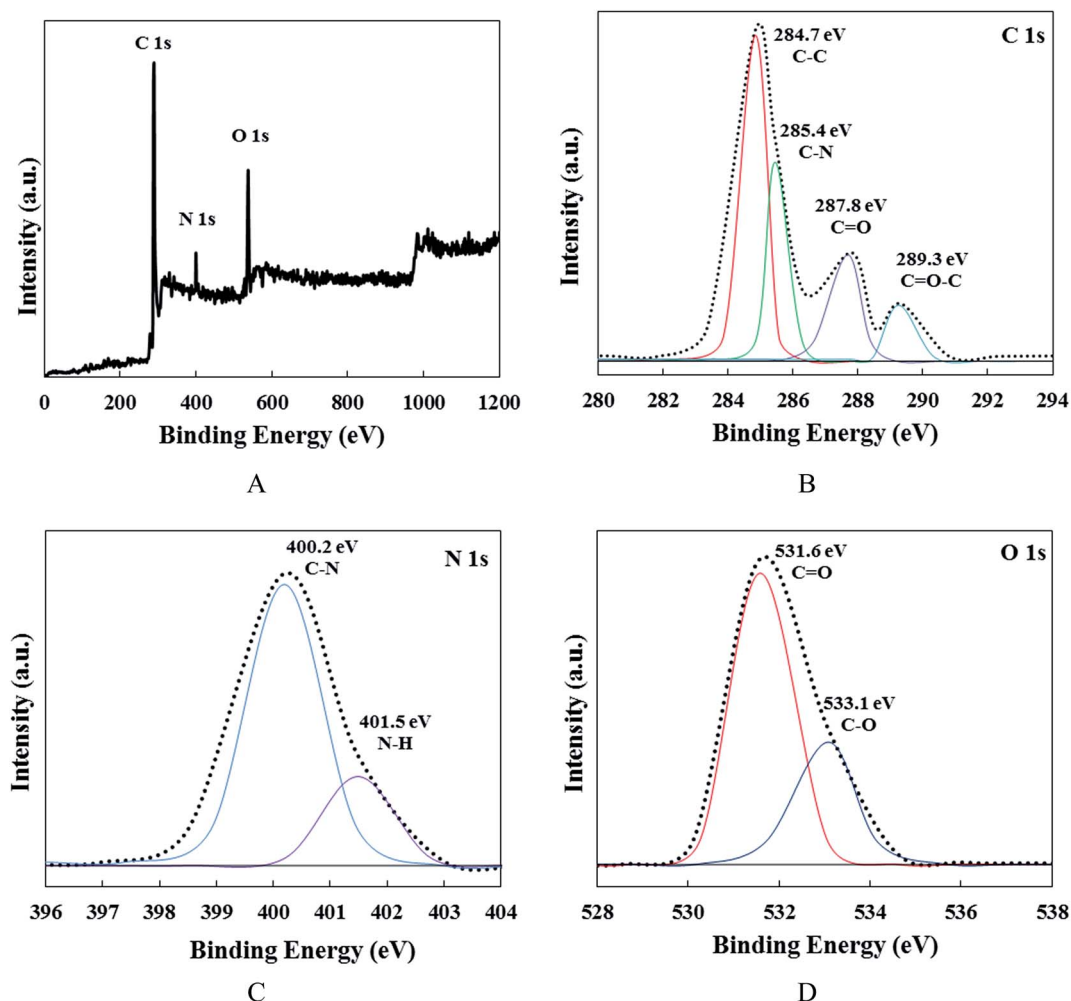 C 1s
O 1s
N 1s
Intensity (a.u.)
0 200 400 600 800 1000 1200
Binding Energy (eV)
A
C 1s
284.7 eV
C-C
285.4 eV
C-N
287.8 eV
C=O
289.3 eV
C=O-C
Intensity (a.u.)
280 282 284 286 288 290 292 294
Binding Energy (eV)
B
N 1s
400.2 eV
C-N
401.5 eV
N-H
Intensity (a.u.)
396 397 398 399 400 401 402 403 404
Binding Energy (eV)
C
O 1s
531.6 eV
C=O
533.1 eV
C-O
Intensity (a.u.)
528 530 532 534 536 538
Binding Energy (eV)
D